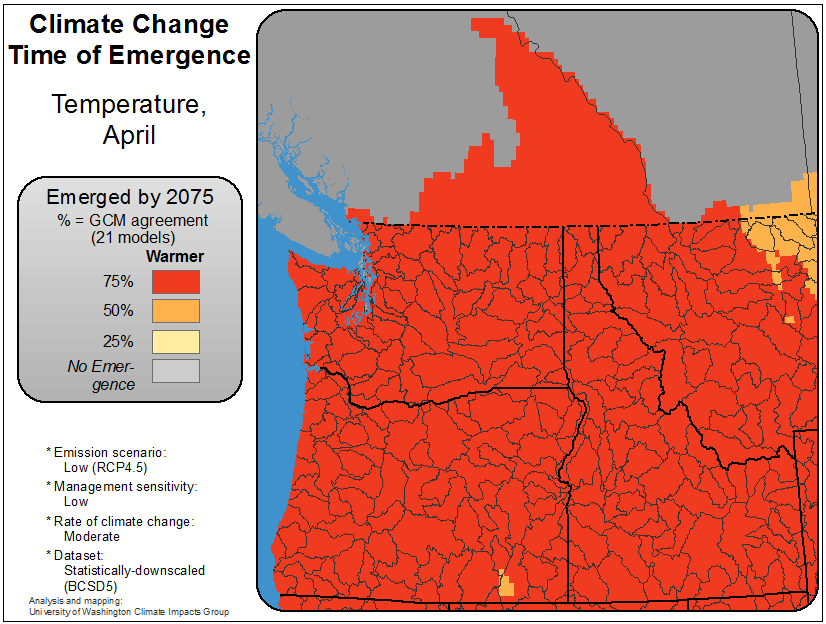 Climate Change
Time of Emergence
Temperature,
April
Emerged by 2075
% = GCM agreement
(21 models)
Warmer
75%
50%
25%
No Emer-
gence
* Emission scenario:
Low (RCP4.5)
* Management sensitivity:
Low
* Rate of climate change:
Moderate
* Dataset:
Statistically-downscaled
(BCSD5)
Analysis and mapping:
University of Washington Climate Impacts Group